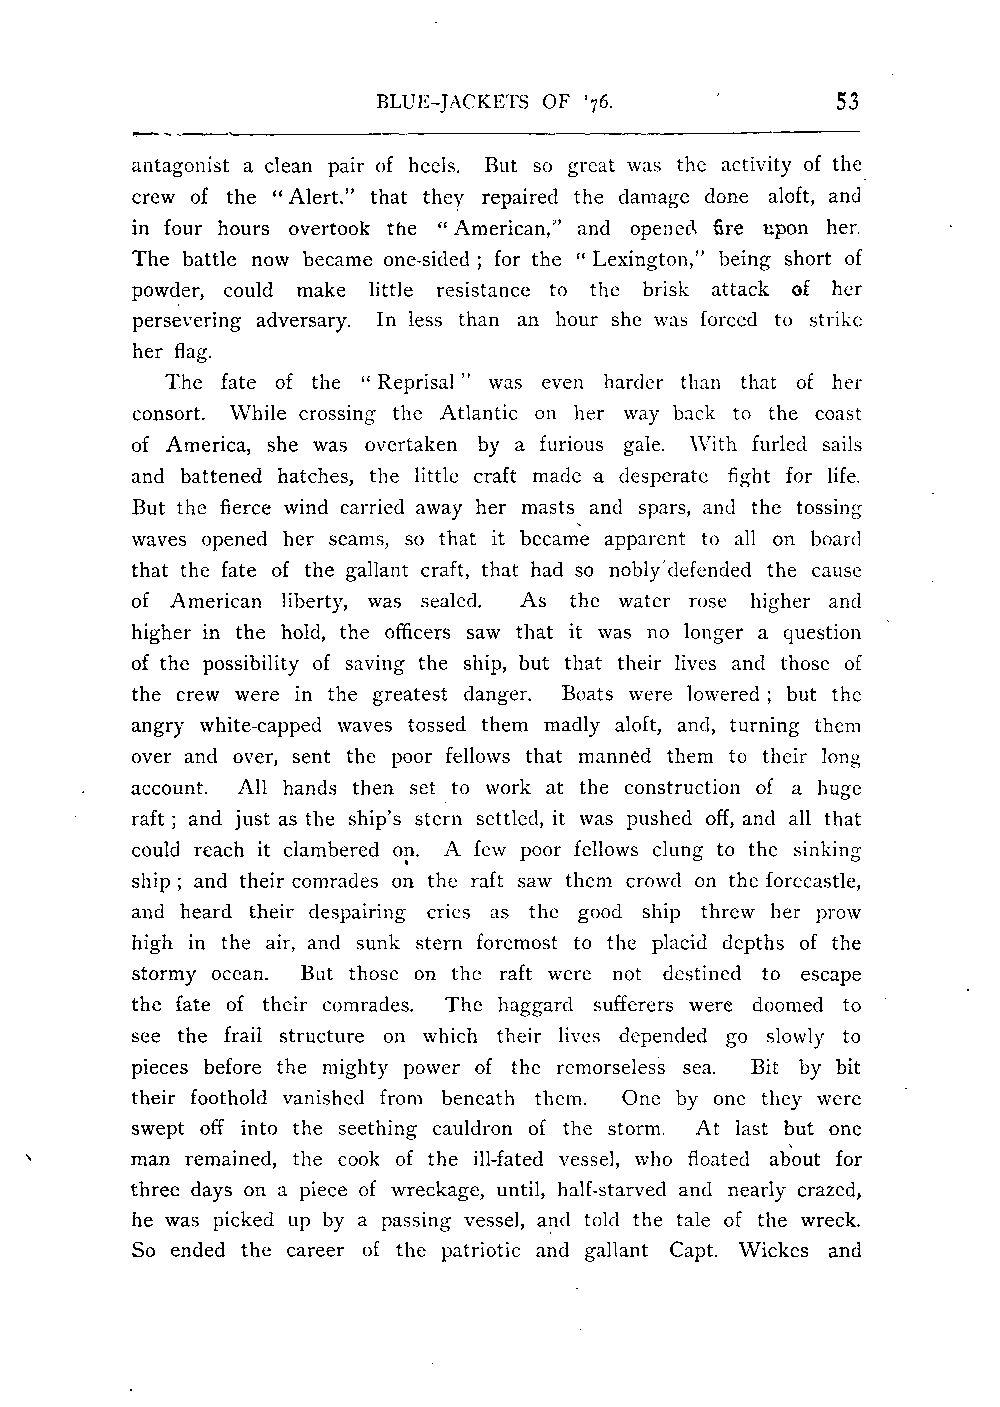 BLUE-JACKETS OF '76. 53
antagonist a clean pair of heels. But so great was the activity of the
crew of the "Alert." that they repaired the damage done aloft, and
in four hours overtook the "American," and opened fire upon her.
The battle now became one-sided; for the "Lexington," being short of
powder, could make little resistance to the brisk attack of her
persevering adversary. In less than an hour she was forced to strike
her flag.
The fate of the "Reprisal" was even harder than that of her
consort. While crossing the Atlantic on her way back to the coast
of America, she was overtaken by a furious gale. With furled sails
and battened hatches, the little craft made a desperate fight for life.
But the fierce wind carried away her masts and spars, and the tossing
waves opened her seams, so that it became apparent to all on board
that the fate of the gallant craft, that had so nobly defended the cause
of American liberty, was sealed. As the water rose higher and
higher in the hold, the officers saw that it was no longer a question
of the possibility of saving the ship, but that their lives and those of
the crew were in the greatest danger. Boats were lowered; but the
angry white-capped waves tossed them madly aloft, and, turning them
over and over, sent the poor fellows that manned them to their long
account. All hands then set to work at the construction of a huge
raft; and just as the ship's stern settled, it was pushed off, and all that
could reach it clambered on. A few poor fellows clung to the sinking
ship; and their comrades on the raft saw them crowd on the forecastle,
and heard their despairing cries as the good ship threw her prow
high in the air, and sunk stern foremost to the placid depths of the
stormy ocean. But those on the raft were not destined to escape
the fate of their comrades. The haggard sufferers were doomed to
see the frail structure on which their lives depended go slowly to
pieces before the mighty power of the remorseless sea. Bit by bit
their foothold vanished from beneath them. One by one they were
swept off into the seething cauldron of the storm. At last but one
man remained, the cook of the ill-fated vessel, who floated about for
three days on a piece of wreckage, until, half-starved and nearly crazed,
he was picked up by a passing vessel, and told the tale of the wreck.
So ended the career of the patriotic and gallant Capt. Wickes and